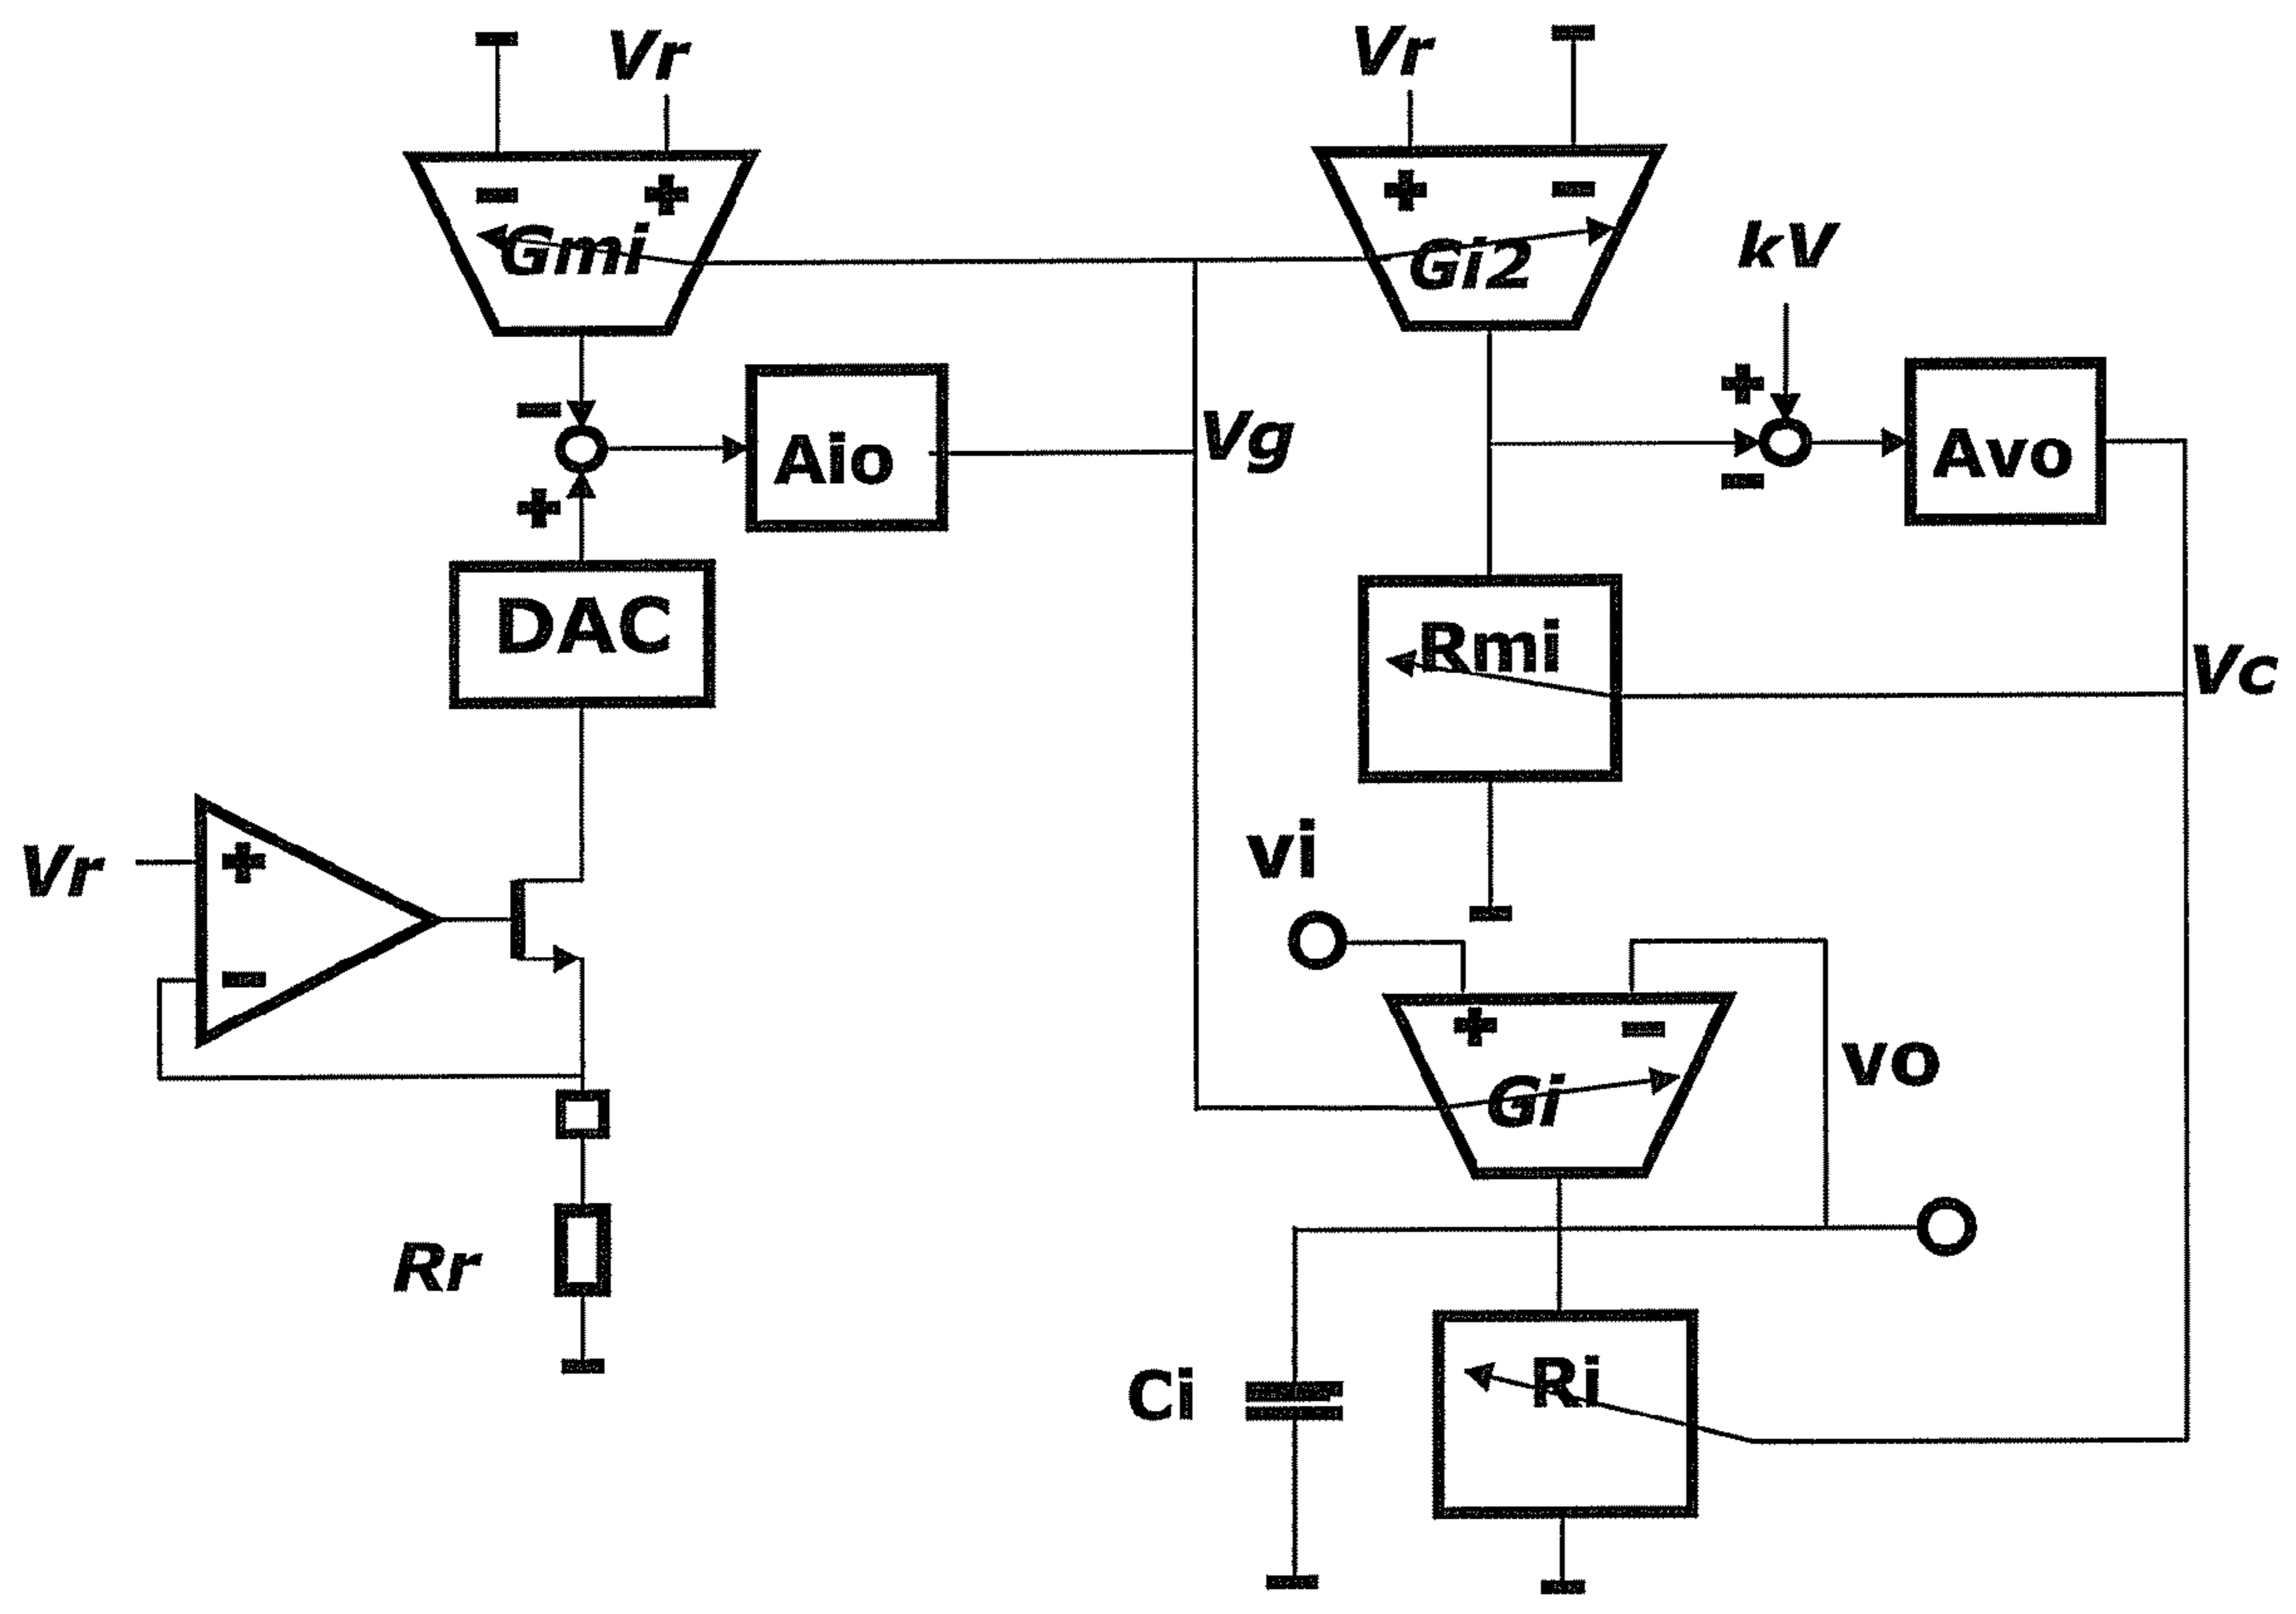 Vr
Vr
− +
+ −
Gmi
Gi2
kV
−
+
Aio
Vg
Avo
+
−
DAC
Rmi
Vc
Vr
+
−
vi
+ −
Gi
vo
Rr
Ci
Ri